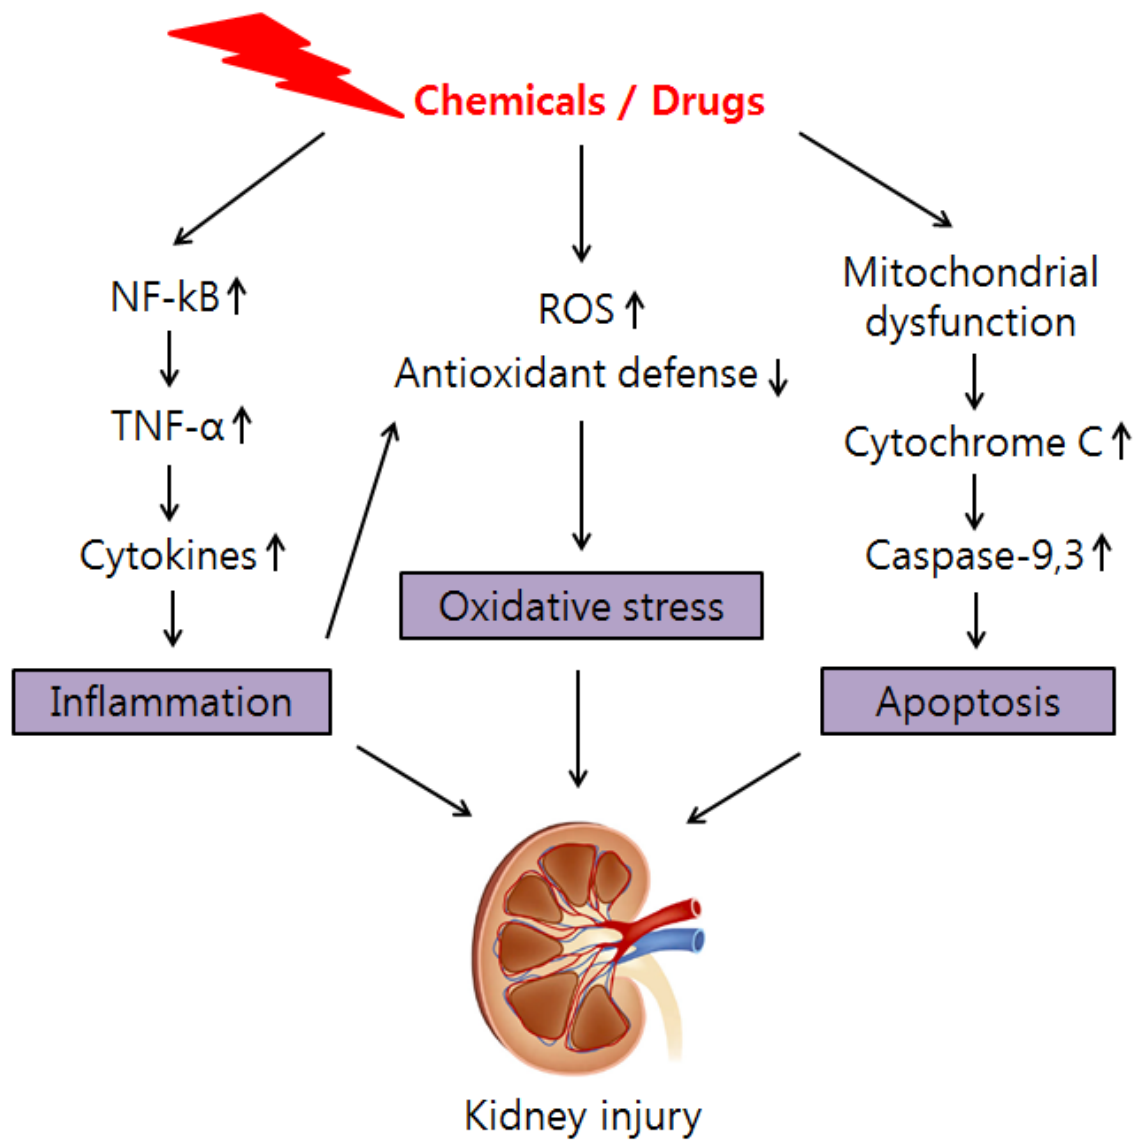 Chemicals / Drugs
NF-kB↑
TNF-α↑
Cytokines↑
Inflammation
ROS↑
Antioxidant defense↓
Oxidative stress
Mitochondrial
dysfunction
Cytochrome C↑
Caspase-9,3↑
Apoptosis
Kidney injury